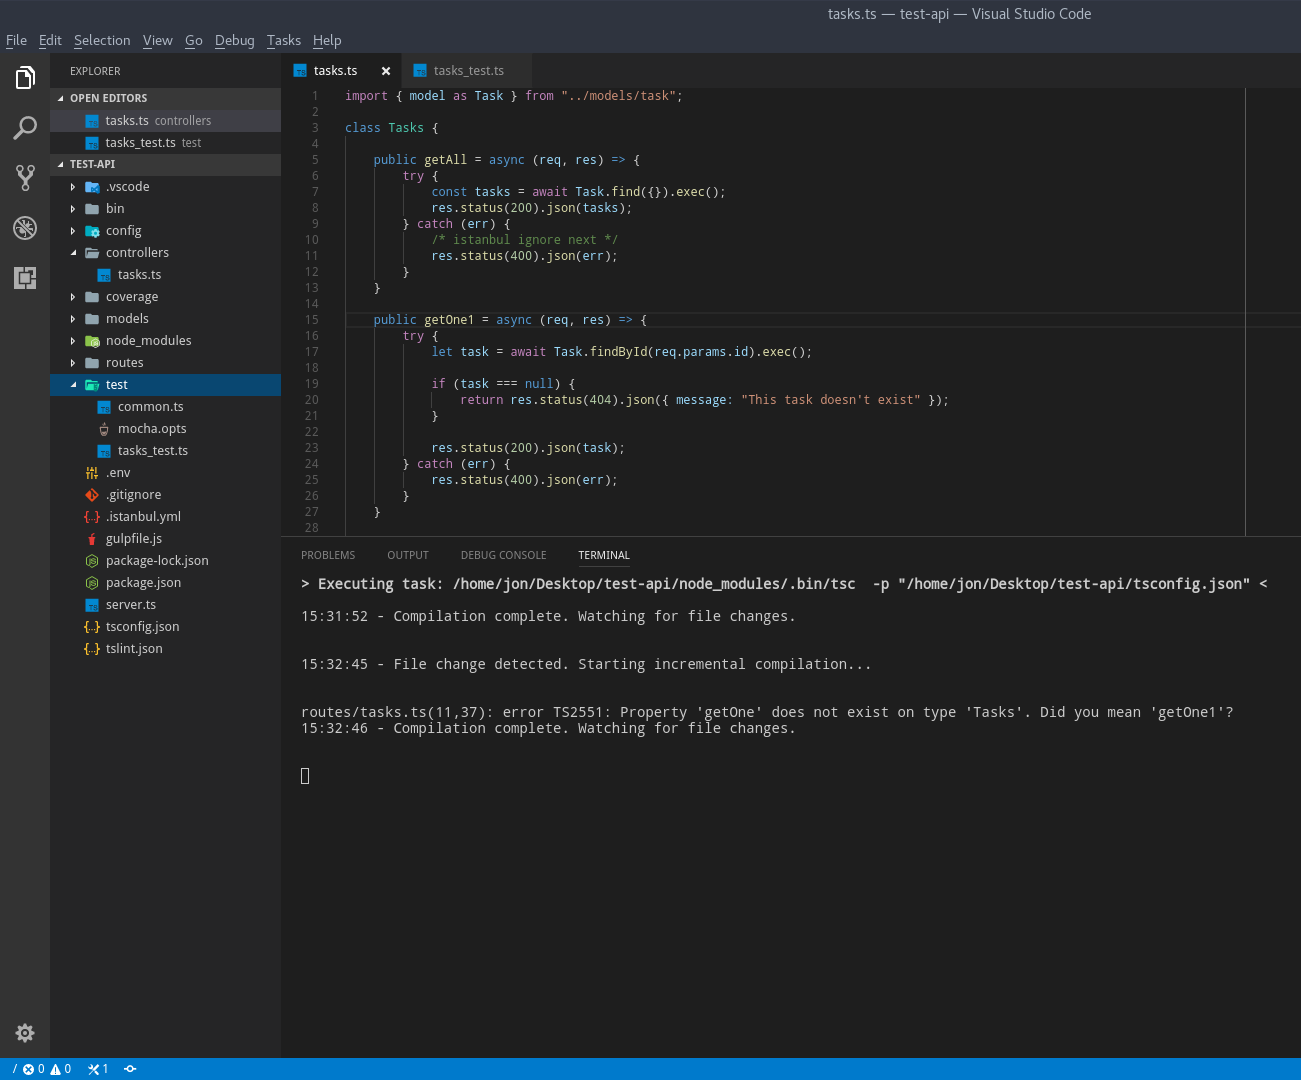 tasks.ts — test-api — Visual Studio Code
File Edit Selection View Go Debug Tasks Help
EXPLORER
OPEN EDITORS
tasks.ts controllers
tasks_test.ts test
TEST-API
.vscode
bin
config
controllers
tasks.ts
coverage
models
node_modules
routes
test
common.ts
mocha.opts
tasks_test.ts
.env
.gitignore
.istanbul.yml
gulpfile.js
package-lock.json
package.json
server.ts
tsconfig.json
tslint.json
tasks.ts tasks_test.ts
1 import { model as Task } from "../models/task";
2
3 class Tasks {
4
5 public getAll = async (req, res) => {
6 try {
7 const tasks = await Task.find({}).exec();
8 res.status(200).json(tasks);
9 } catch (err) {
10 /* istanbul ignore next */
11 res.status(400).json(err);
12 }
13 }
14
15 public getOne1 = async (req, res) => {
16 try {
17 let task = await Task.findById(req.params.id).exec();
18
19 if (task === null) {
20 return res.status(404).json({ message: "This task doesn't exist" });
21 }
22
23 res.status(200).json(task);
24 } catch (err) {
25 res.status(400).json(err);
26 }
27 }
28
PROBLEMS OUTPUT DEBUG CONSOLE TERMINAL
> Executing task: /home/jon/Desktop/test-api/node_modules/.bin/tsc -p "/home/jon/Desktop/test-api/tsconfig.json" <
15:31:52 - Compilation complete. Watching for file changes.
15:32:45 - File change detected. Starting incremental compilation...
routes/tasks.ts(11,37): error TS2551: Property 'getOne' does not exist on type 'Tasks'. Did you mean 'getOne1'?
15:32:46 - Compilation complete. Watching for file changes.
/ 0 0 1